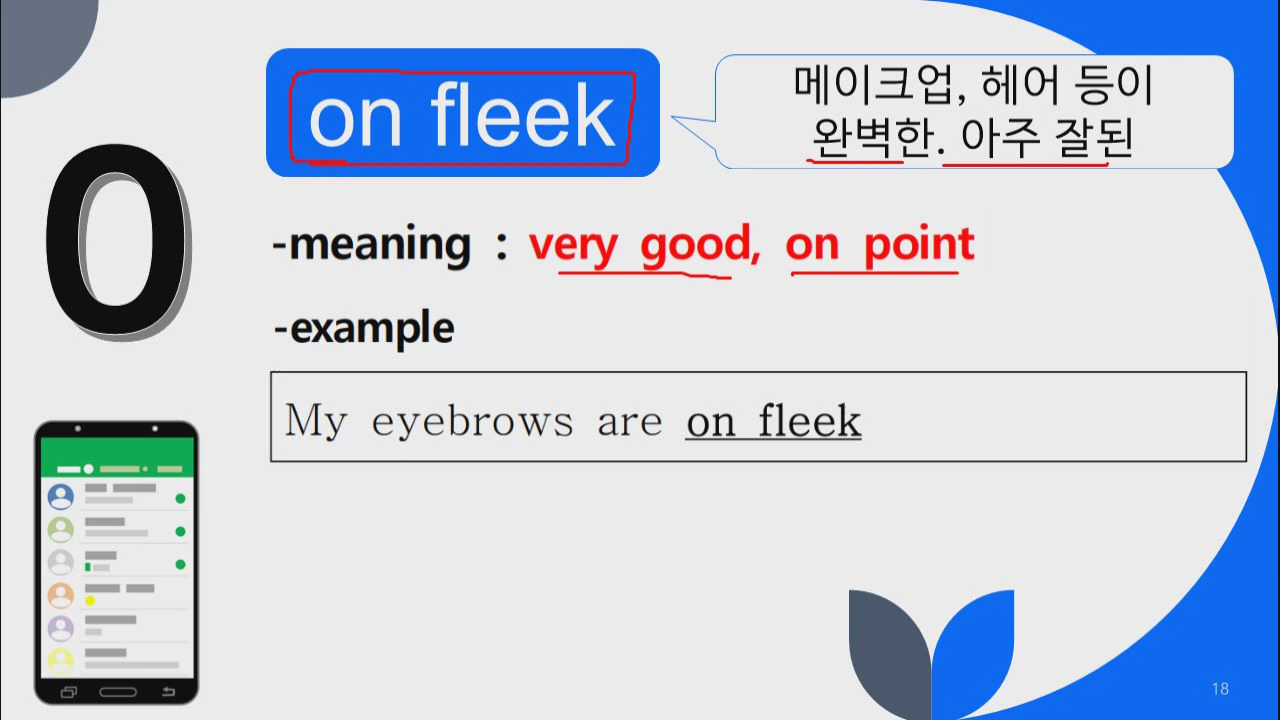 O
on fleek
메이크업, 헤어 등이
완벽한. 아주 잘된
-meaning : very good, on point
-example
My eyebrows are on fleek
18